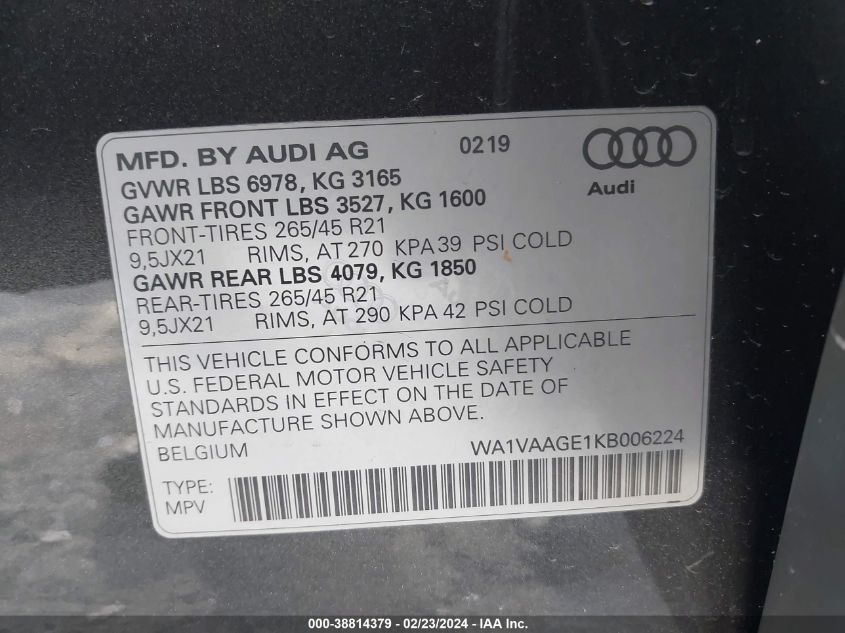 MFD. BY AUDI AG 0219
GVWR LBS 6978, KG 3165
GAWR FRONT LBS 3527, KG 1600
Audi
FRONT-TIRES 265/45 R21
9,5JX21 RIMS, AT 270 KPA 39 PSI COLD
GAWR REAR LBS 4079, KG 1850
REAR-TIRES 265/45 R21
9,5JX21 RIMS, AT 290 KPA 42 PSI COLD
THIS VEHICLE CONFORMS TO ALL APPLICABLE
U.S. FEDERAL MOTOR VEHICLE SAFETY
STANDARDS IN EFFECT ON THE DATE OF
MANUFACTURE SHOWN ABOVE.
BELGIUM WA1VAAGE1KB006224
TYPE:
MPV
000-38814379 - 02/23/2024 - IAA Inc.